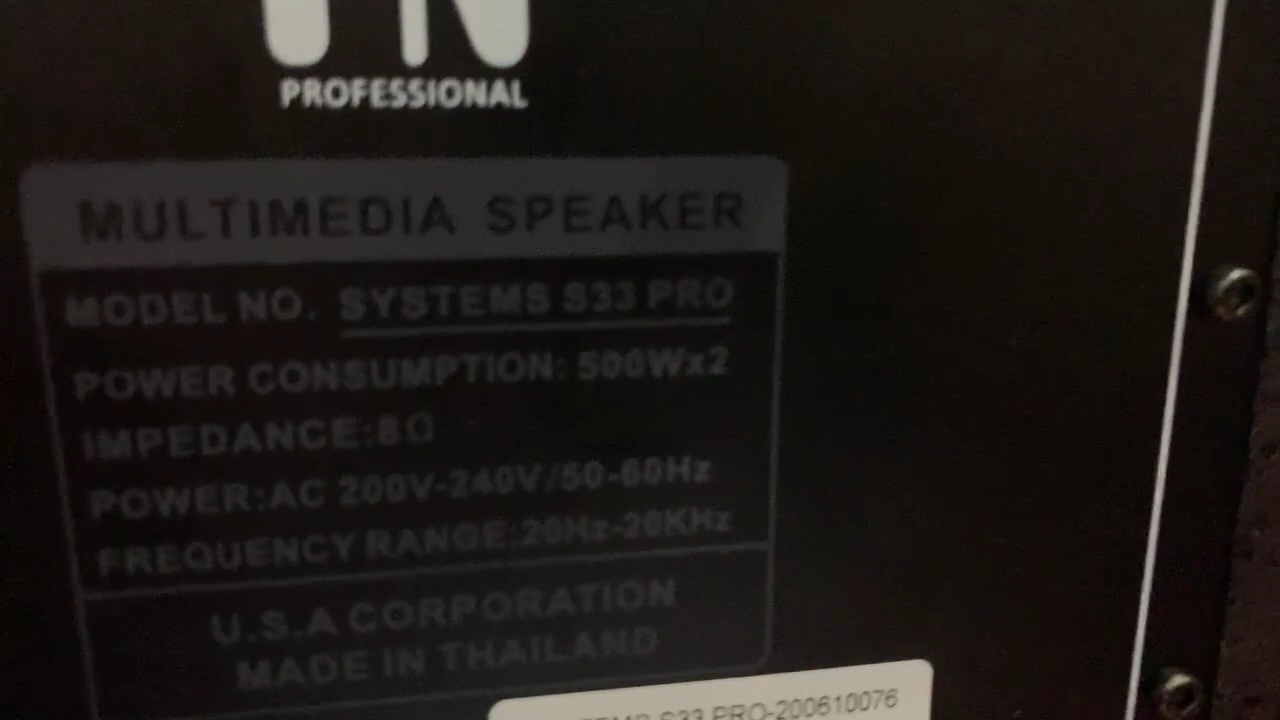 PROFESSIONAL
MULTIMEDIA SPEAKER
MODEL NO. SYSTEMS S33 PRO
POWER CONSUMPTION: 500Wx2
IMPEDANCE:8Ω
POWER:AC 200V-240V/50-60Hz
FREQUENCY RANGE:20Hz-20KHz
U.S.A CORPORATION
MADE IN THAILAND
S33 PRO-200610076